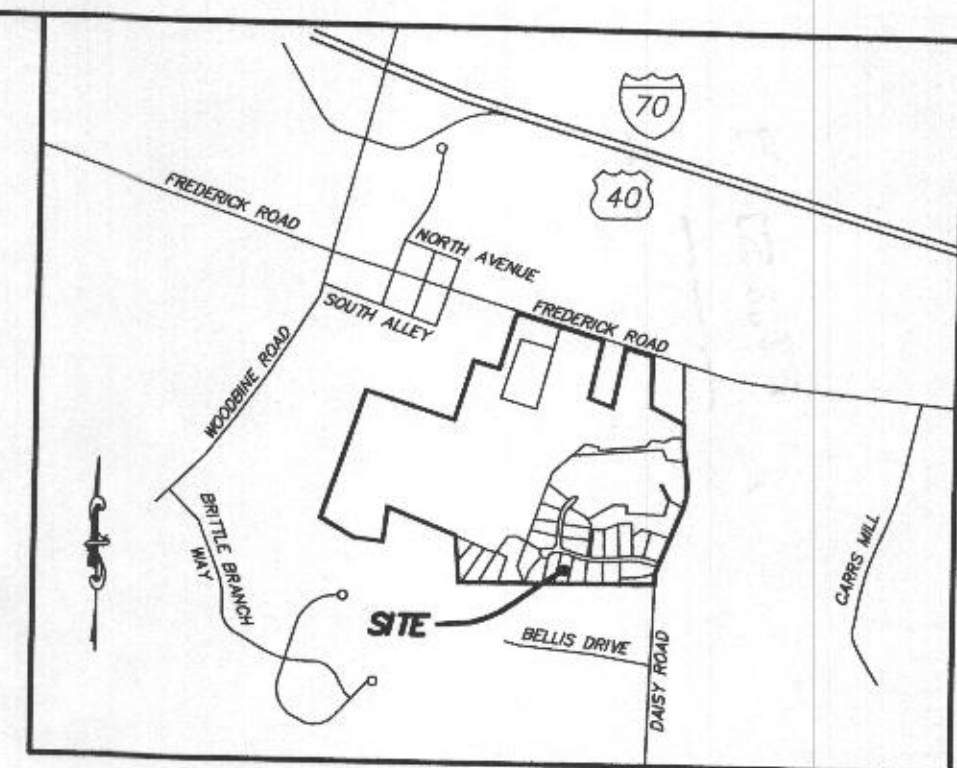 70
40
FREDERICK ROAD
NORTH AVENUE
FREDERICK ROAD
SOUTH ALLEY
WOODBINE ROAD
BRITTLE BRANCH
WAY
CARRS MILL
SITE
BELLIS DRIVE
DAISY ROAD